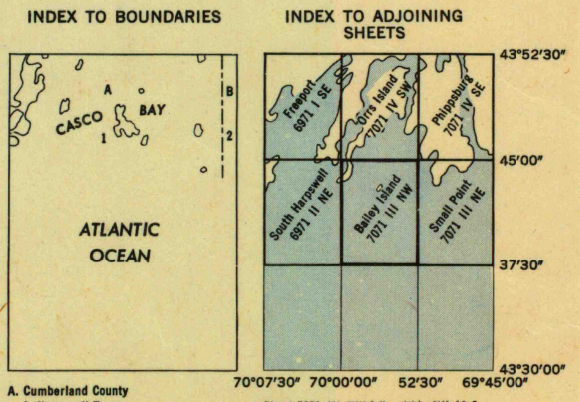 INDEX TO BOUNDARIES
A
B
CASCO BAY
1
2
ATLANTIC
OCEAN
A. Cumberland County
INDEX TO ADJOINING
SHEETS
43°52'30"
Freeport
6971 I SE
Orrs Island
7071 IV SW
Phippsburg
7071 IV SE
45'00"
South Harpswell
6971 II NE
Bailey Island
7071 III NW
Small Point
7071 III NE
37'30"
43°30'00"
70°07'30" 70°00'00" 52'30" 69°45'00"